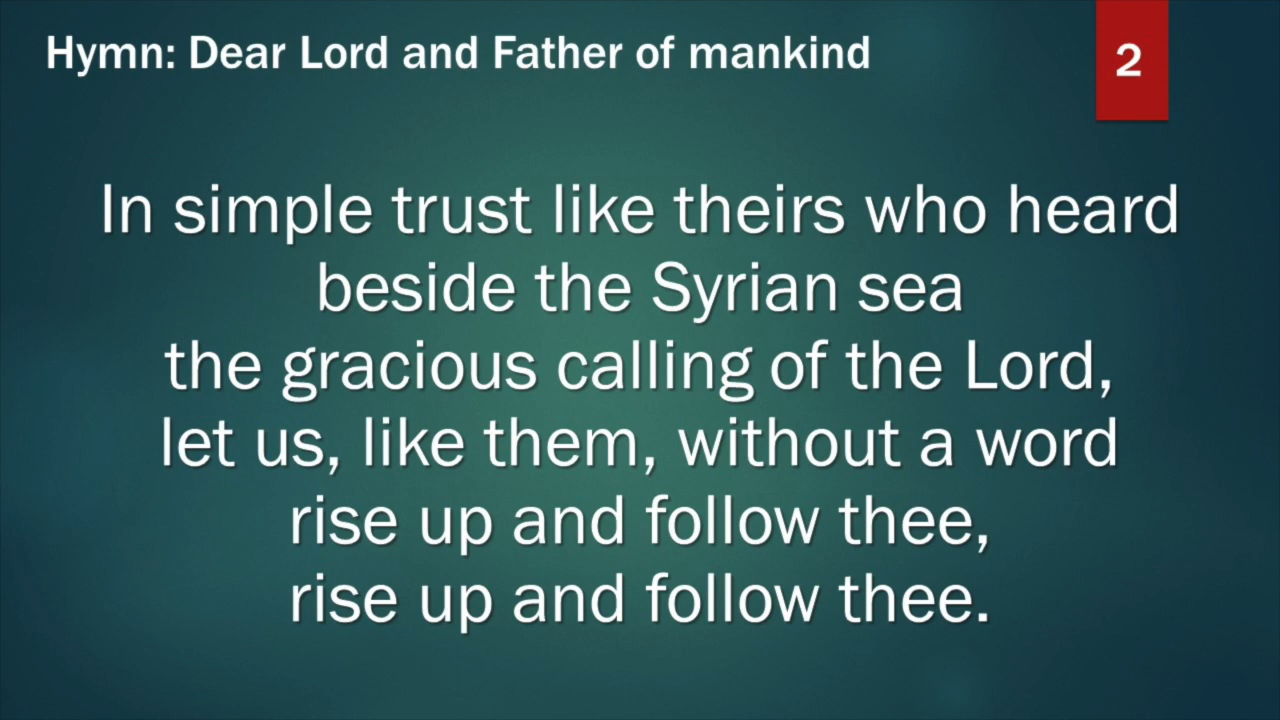 Hymn: Dear Lord and Father of mankind
2
In simple trust like theirs who heard
beside the Syrian sea
the gracious calling of the Lord,
let us, like them, without a word
rise up and follow thee,
rise up and follow thee.